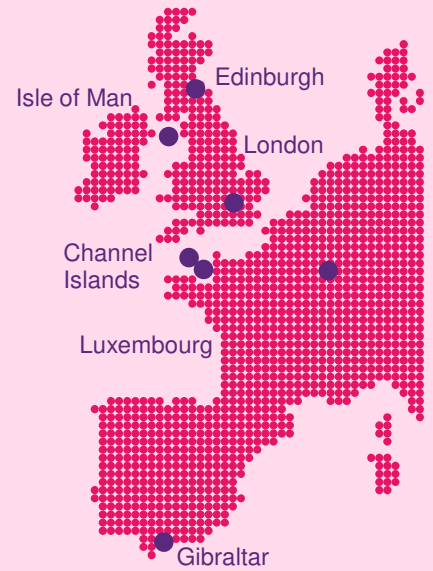 Edinburgh
Isle of Man
London
Channel
Islands
Luxembourg
Gibraltar